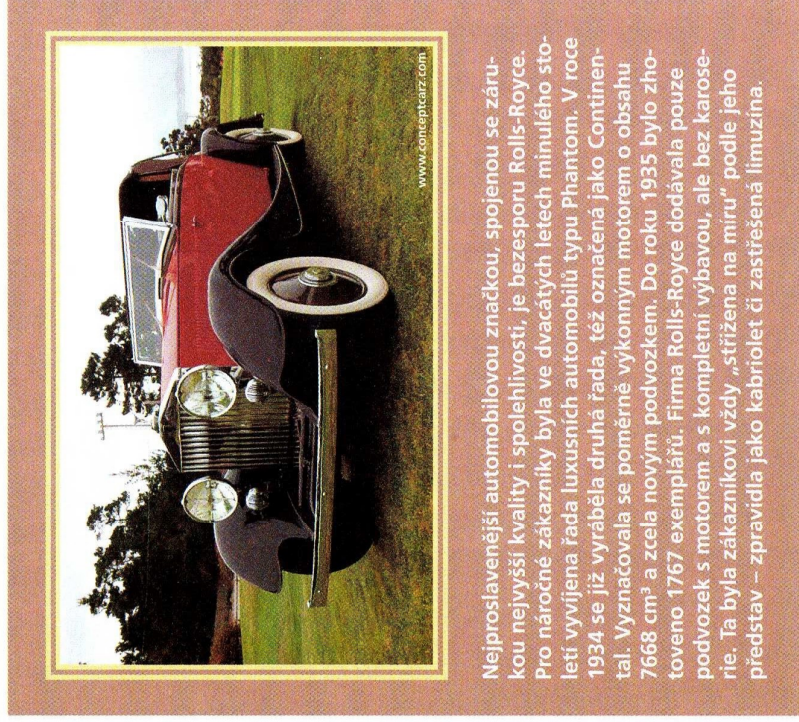 www.conceptcarz.com
Nejproslavenější automobilovou značkou, spojenou se záru-
kou nejvyšší kvality i spolehlivosti, je bezesporu Rolls-Royce.
Pro náročné zákazníky byla ve dvacátých letech minulého sto-
letí vyvíjena řada luxusních automobilů typu Phantom. V roce
1934 se již vyráběla druhá řada, též označená jako Continen-
tal. Vyznačovala se poměrně výkonným motorem o obsahu
7668 cm³ a zcela novým podvozkem. Do roku 1935 bylo zho-
toveno 1767 exemplářů. Firma Rolls-Royce dodávala pouze
podvozek s motorem a s kompletní výbavou, ale bez karose-
rie. Ta byla zákazníkovi vždy „střižena na míru" podle jeho
představ – zpravidla jako kabriolet či zastřešená limuzína.